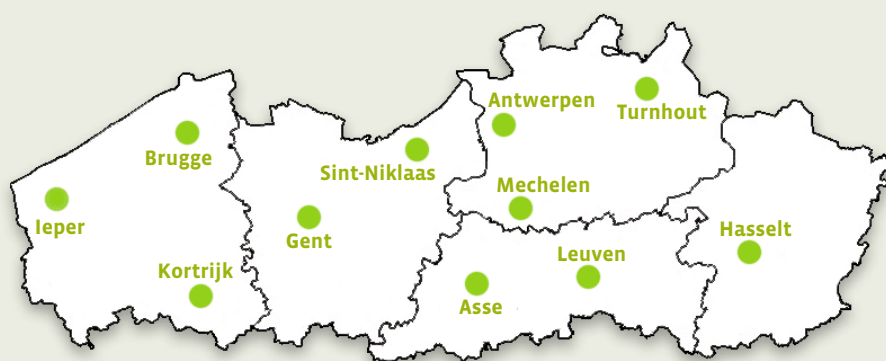 Antwerpen
Turnhout
Brugge
Sint-Niklaas
Mechelen
Ieper
Gent
Hasselt
Kortrijk
Leuven
Asse